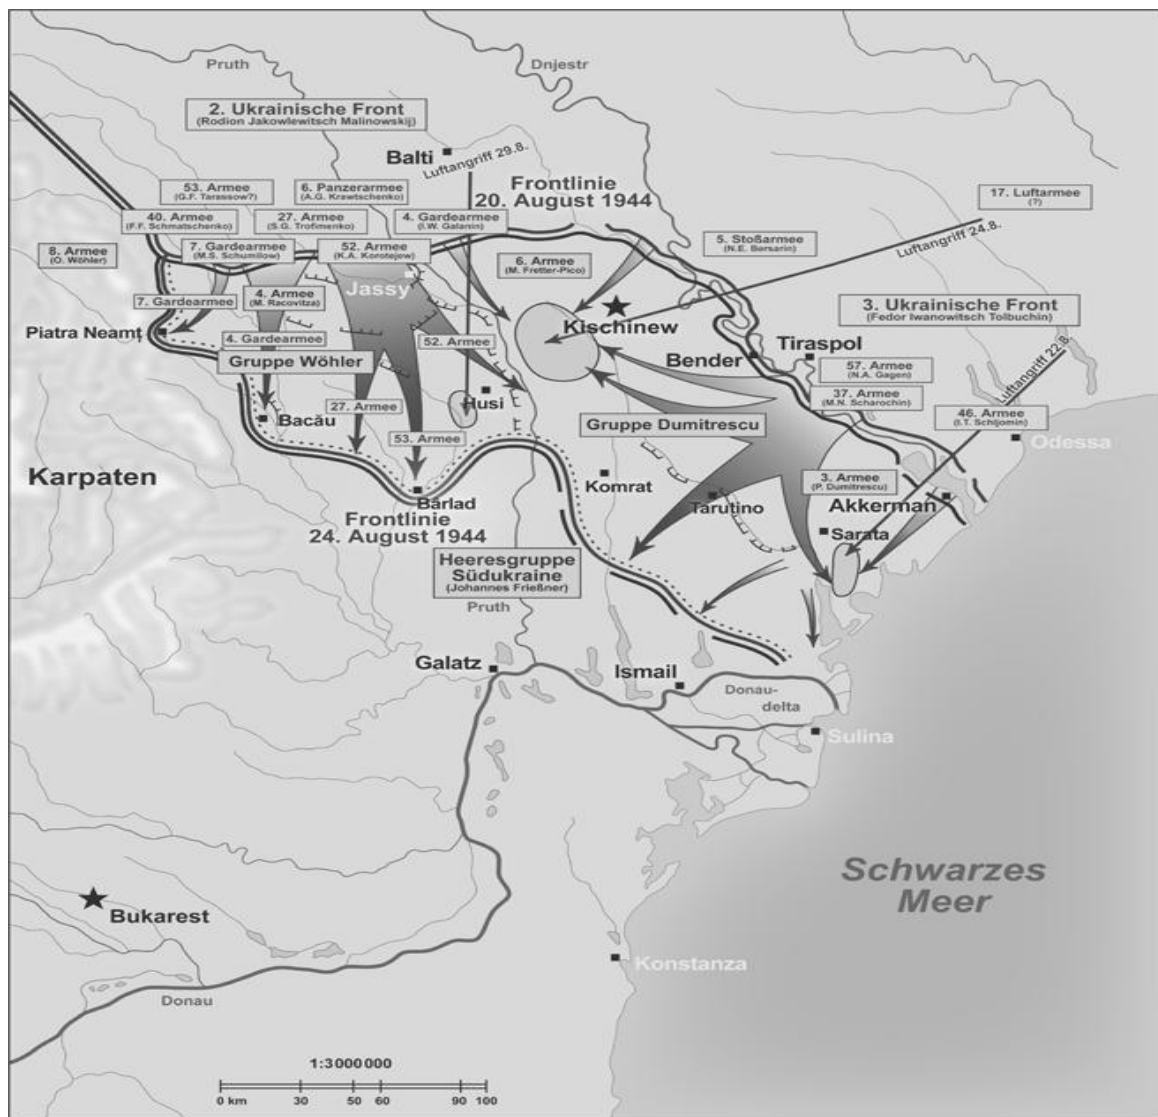 Pruth
Dnjestr
2. Ukrainische Front
(Rodion Jakowlewitsch Malinowskij)
Balti
Luftangriff 29.8.
53. Armee
(G.F. Tarassow?)
6. Panzerarmee
(A.G. Krawtschenko)
Frontlinie
20. August 1944
17. Luftarmee
(?)
40. Armee
(F.F. Schmatschenko)
27. Armee
(S.G. Trofimenko)
4. Gardearmee
(I.W. Galanin)
Luftangriff 24.8.
8. Armee
(O. Wöhler)
7. Gardearmee
(M.S. Schumilow)
52. Armee
(K.A. Korotejew)
5. Stoßarmee
(N.E. Bersarin)
6. Armee
(M. Fretter-Pico)
Jassy
7. Gardearmee
4. Armee
(M. Racovitza)
3. Ukrainische Front
(Fedor Iwanowitsch Tolbuchin)
Piatra Neamț
Kischinew
4. Gardearmee
52. Armee
Tiraspol
Bender
Gruppe Wöhler
57. Armee
(N.A. Gagen)
Luftangriff 22.8.
37. Armee
(M.N. Scharochin)
Husi
27. Armee
46. Armee
(I.T. Schljomin)
Bacău
Gruppe Dumitrescu
53. Armee
Odessa
Karpaten
Komrat
3. Armee
(P. Dumitrescu)
Bârlad
Tarutino
Akkerman
Frontlinie
24. August 1944
Sarata
Heeresgruppe
Südukraine
(Johannes Frießner)
Pruth
Galatz
Ismail
Donau-
delta
Sulina
Schwarzes
Meer
Bukarest
Konstanza
Donau
1:3000000
0 km 30 50 60 90 100